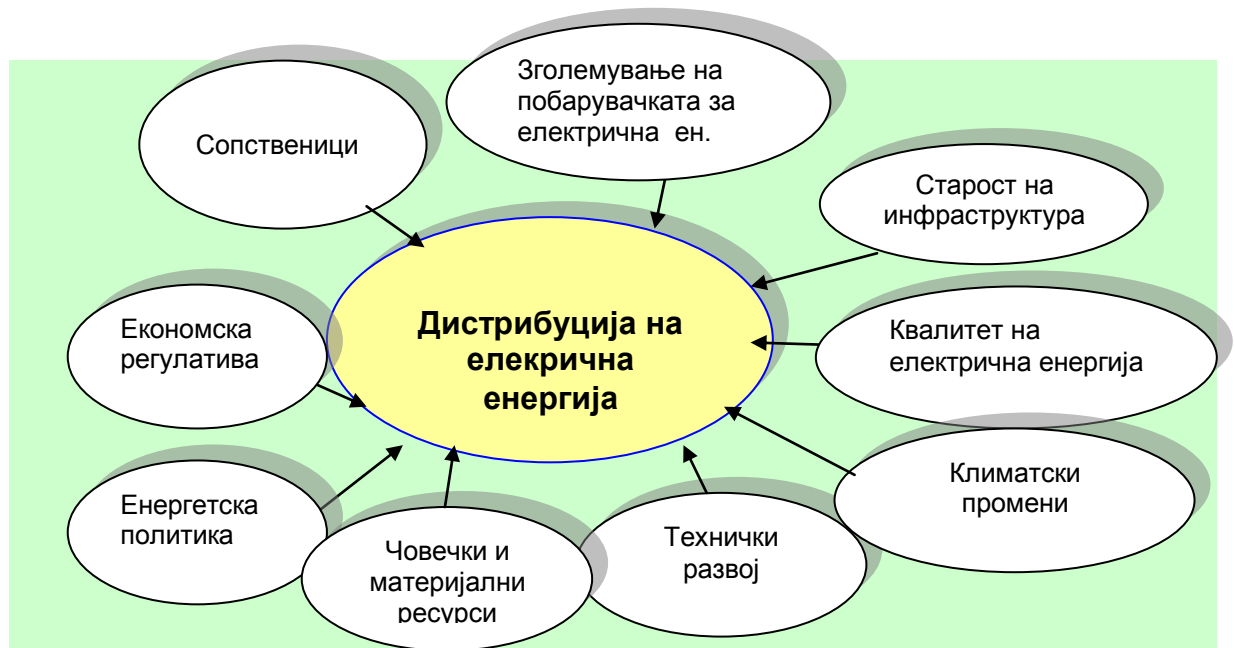 Сопственици
Зголемување на
побарувачката за
електрична ен.
Старост на
инфраструктура
Квалитет на
електрична енергија
Климатски
промени
Технички
развој
Човечки и
материјални
ресурси
Енергетска
политика
Економска
регулатива
Дистрибуција на
елекрична
енергија